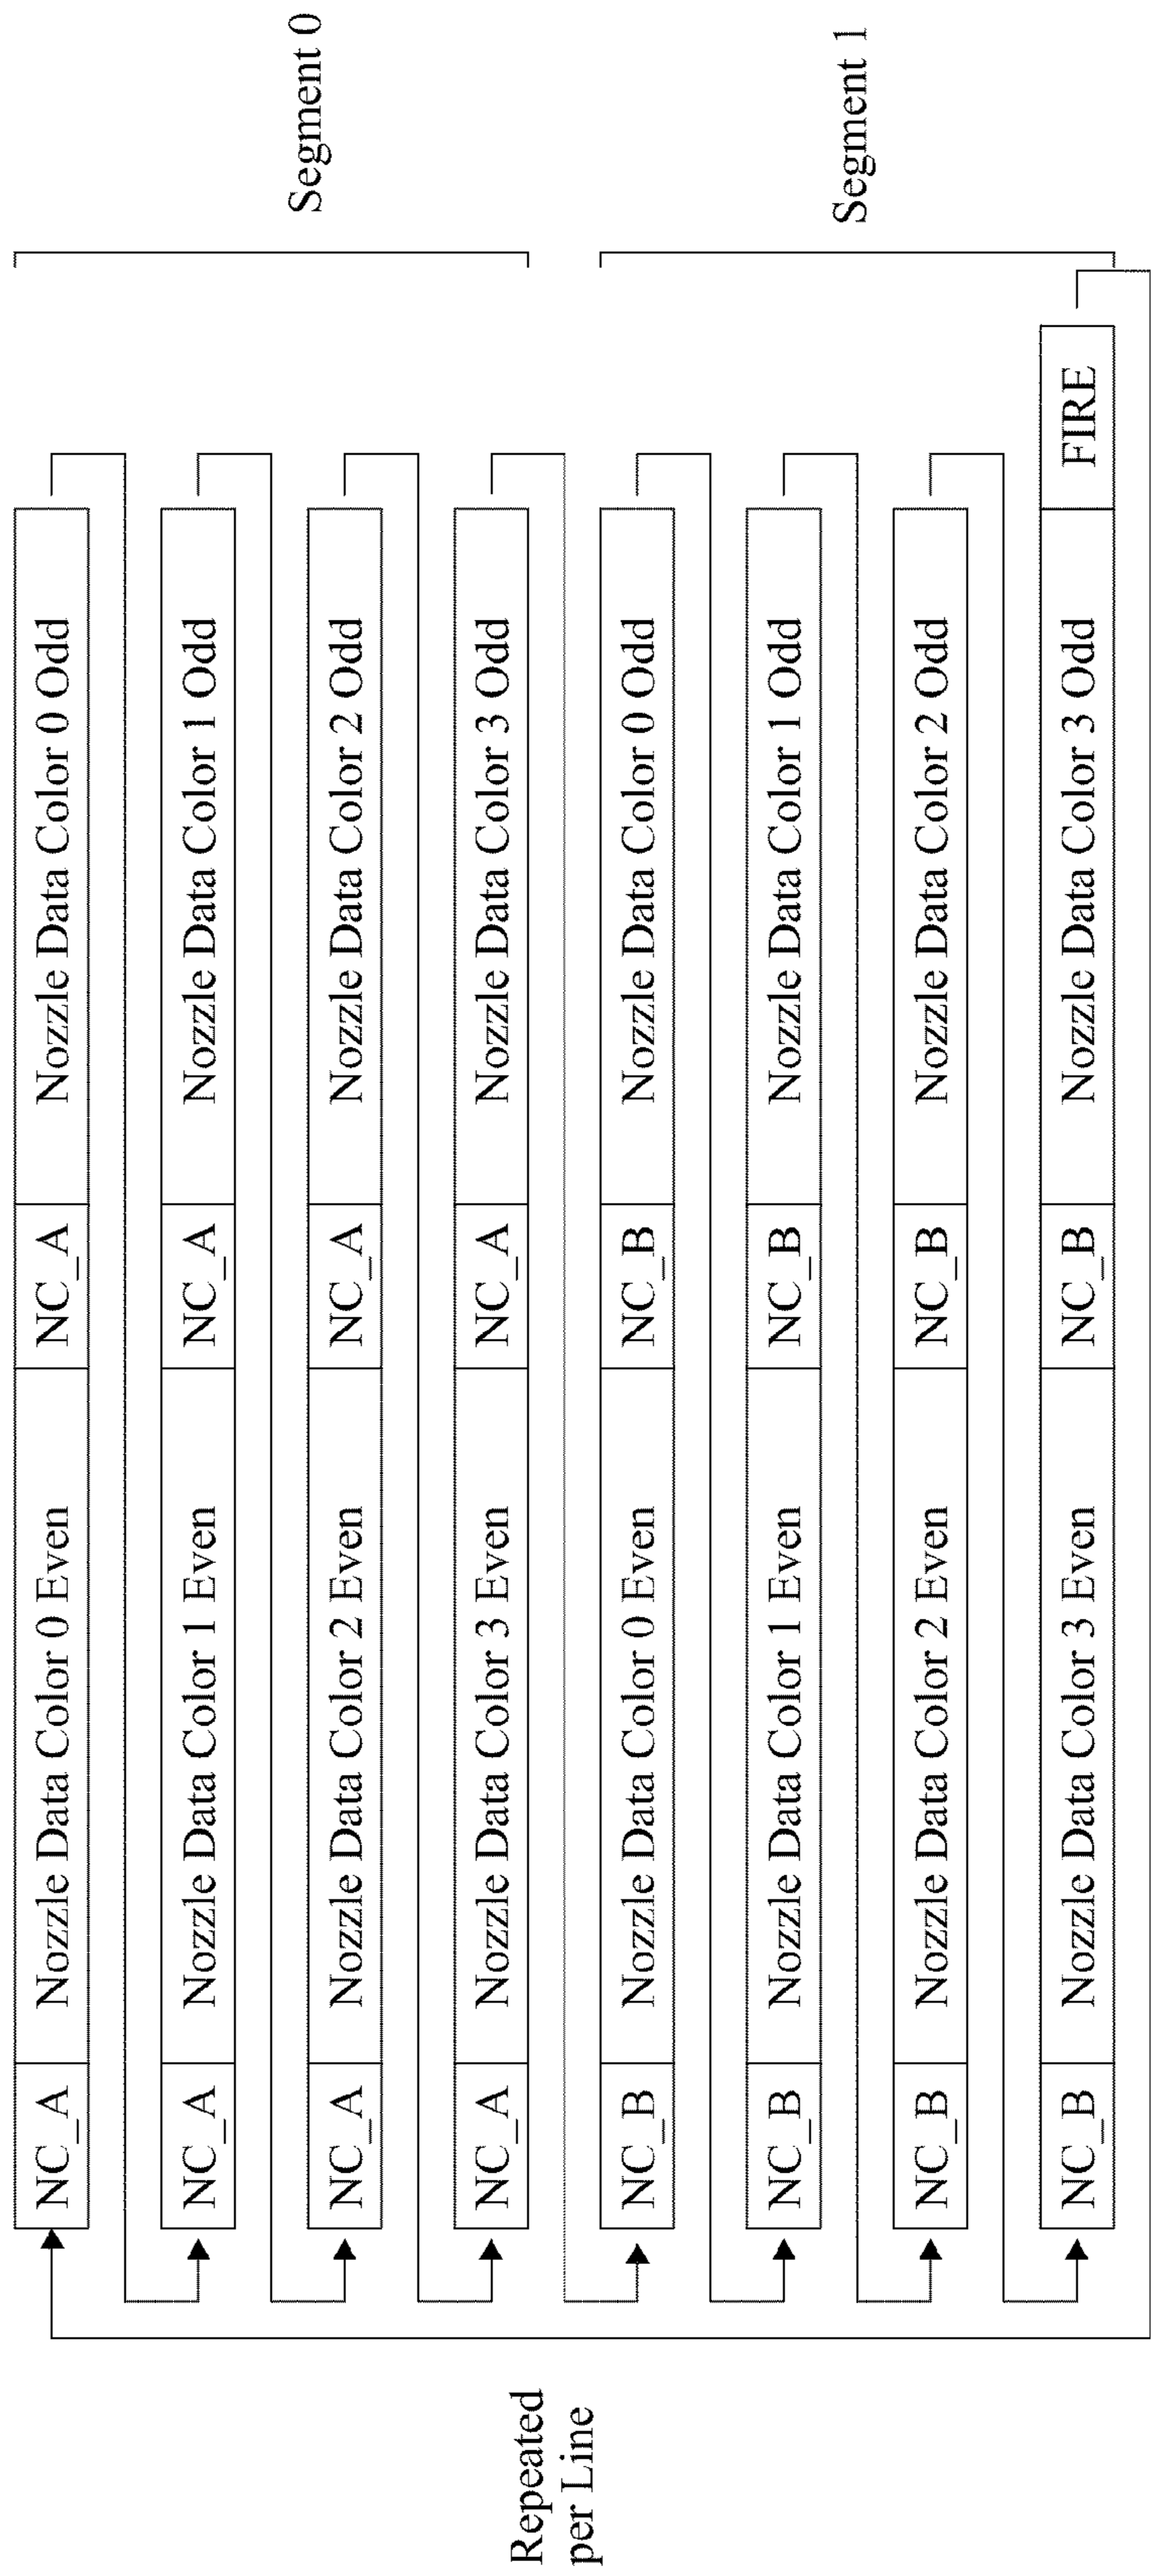 NC_A Nozzle Data Color 0 Even NC_A Nozzle Data Color 0 Odd
NC_A Nozzle Data Color 1 Even NC_A Nozzle Data Color 1 Odd
NC_A Nozzle Data Color 2 Even NC_A Nozzle Data Color 2 Odd
NC_A Nozzle Data Color 3 Even NC_A Nozzle Data Color 3 Odd
Segment 0
NC_B Nozzle Data Color 0 Even NC_B Nozzle Data Color 0 Odd
NC_B Nozzle Data Color 1 Even NC_B Nozzle Data Color 1 Odd
NC_B Nozzle Data Color 2 Even NC_B Nozzle Data Color 2 Odd
NC_B Nozzle Data Color 3 Even NC_B Nozzle Data Color 3 Odd FIRE
Segment 1
Repeated
per Line